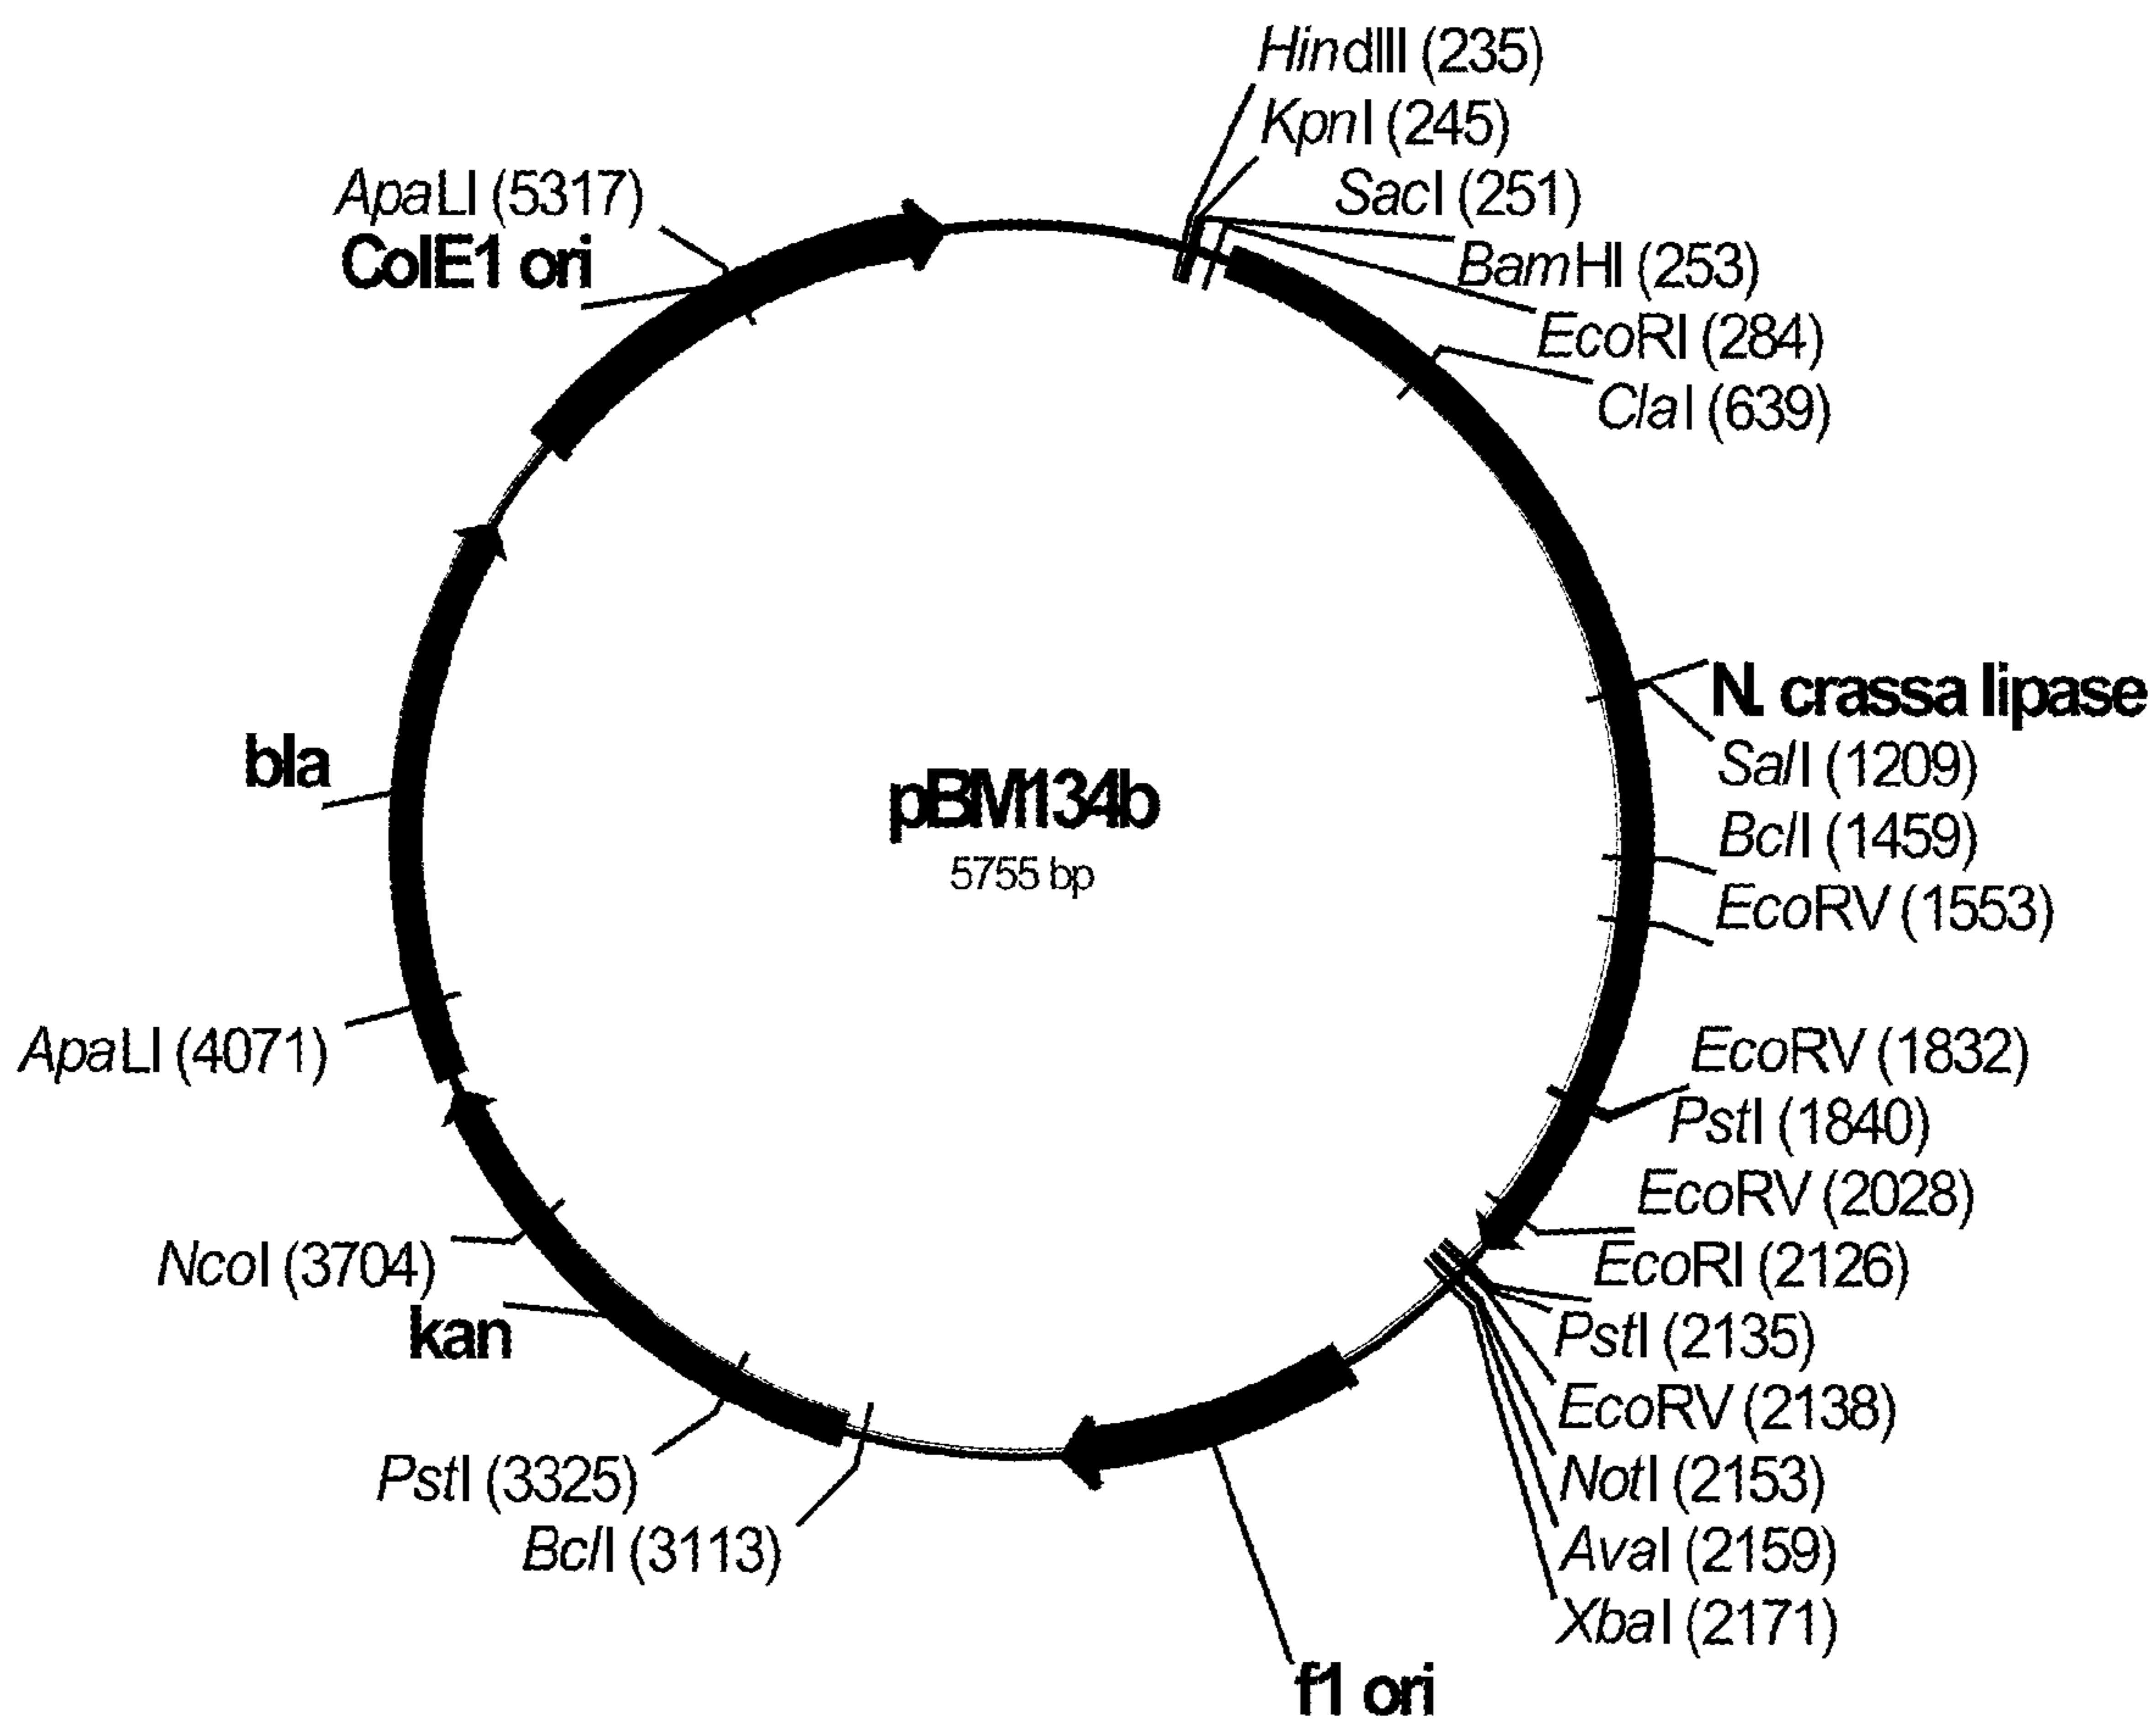 HindIII (235)
KpnI (245)
SacI (251)
BamHI (253)
EcoRI (284)
ClaI (639)
ApaLI (5317)
ColE1 ori
N. crassa lipase
SalI (1209)
BclI (1459)
EcoRV (1553)
bla
pBM134b
5755 bp
EcoRV (1832)
PstI (1840)
EcoRV (2028)
EcoRI (2126)
PstI (2135)
EcoRV (2138)
NotI (2153)
AvaI (2159)
XbaI (2171)
ApaLI (4071)
NcoI (3704)
kan
PstI (3325)
BclI (3113)
f1 ori